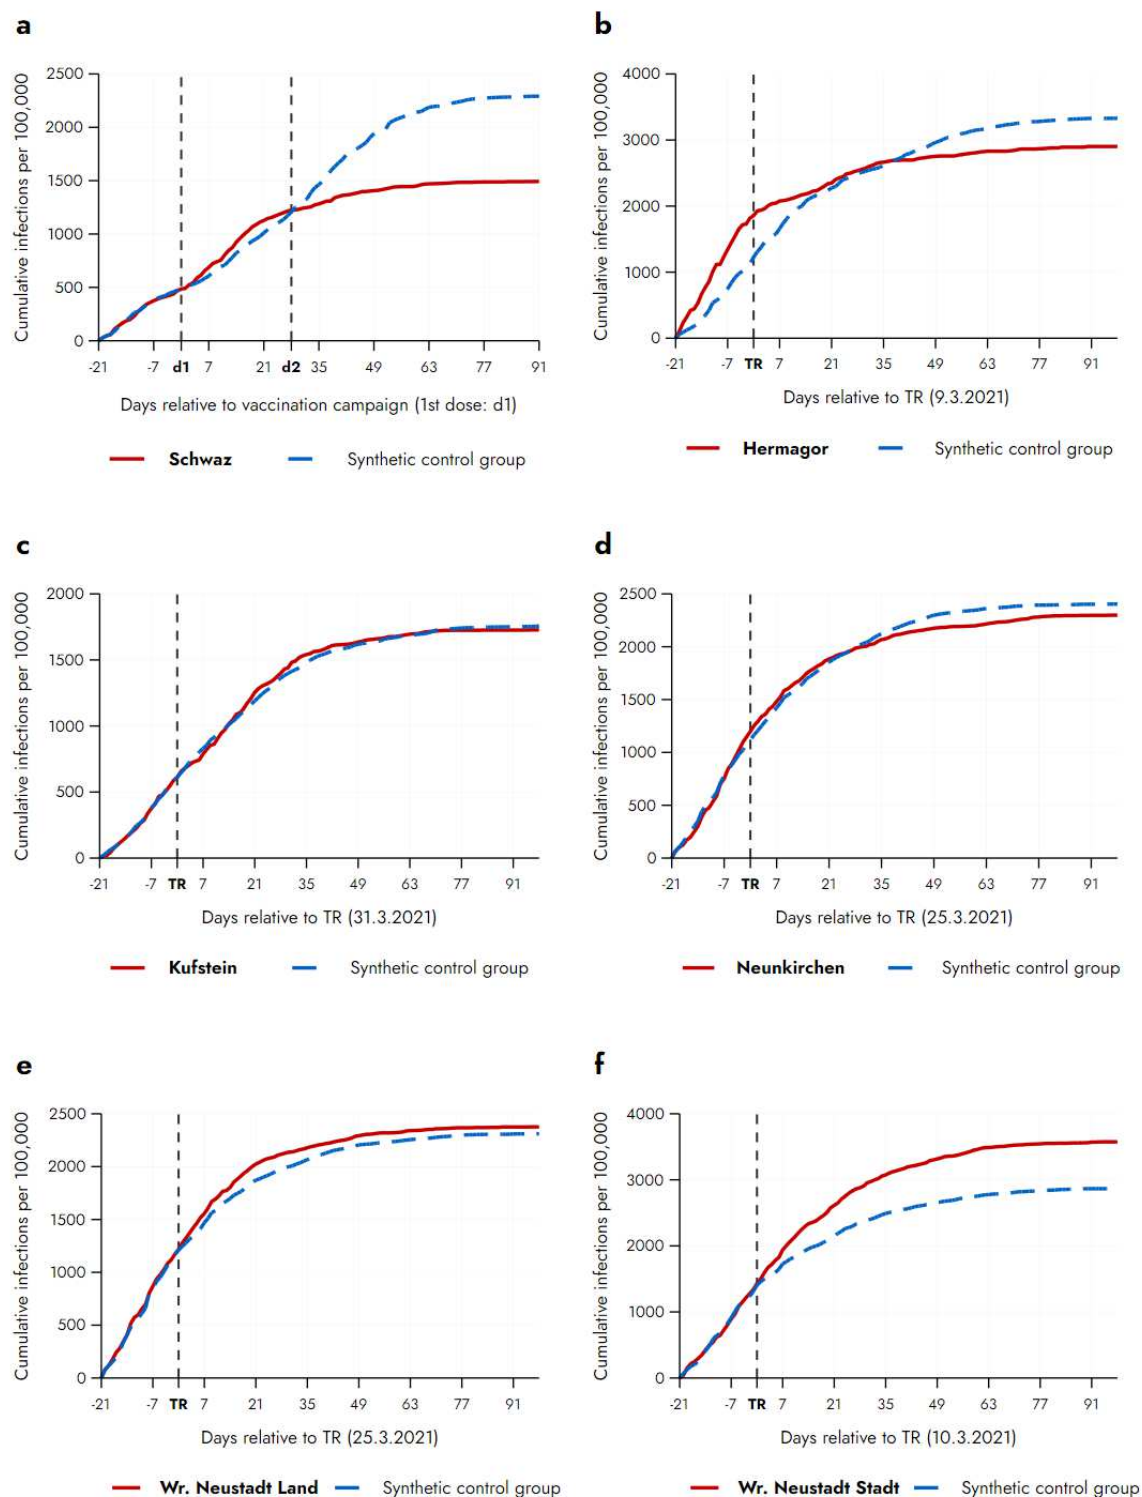 a
Cumulative infections per 100,000
2500
2000
1500
1000
500
0
-21 -7 d1 7 21 d2 35 49 63 77 91
Days relative to vaccination campaign (1st dose: d1)
Schwaz Synthetic control group
b
Cumulative infections per 100,000
4000
3000
2000
1000
0
-21 -7 TR 7 21 35 49 63 77 91
Days relative to TR (9.3.2021)
Hermagor Synthetic control group
c
Cumulative infections per 100,000
2000
1500
1000
500
0
-21 -7 TR 7 21 35 49 63 77 91
Days relative to TR (31.3.2021)
Kufstein Synthetic control group
d
Cumulative infections per 100,000
2500
2000
1500
1000
500
0
-21 -7 TR 7 21 35 49 63 77 91
Days relative to TR (25.3.2021)
Neunkirchen Synthetic control group
e
Cumulative infections per 100,000
2500
2000
1500
1000
500
0
-21 -7 TR 7 21 35 49 63 77 91
Days relative to TR (25.3.2021)
Wr. Neustadt Land Synthetic control group
f
Cumulative infections per 100,000
4000
3000
2000
1000
0
-21 -7 TR 7 21 35 49 63 77 91
Days relative to TR (10.3.2021)
Wr. Neustadt Stadt Synthetic control group